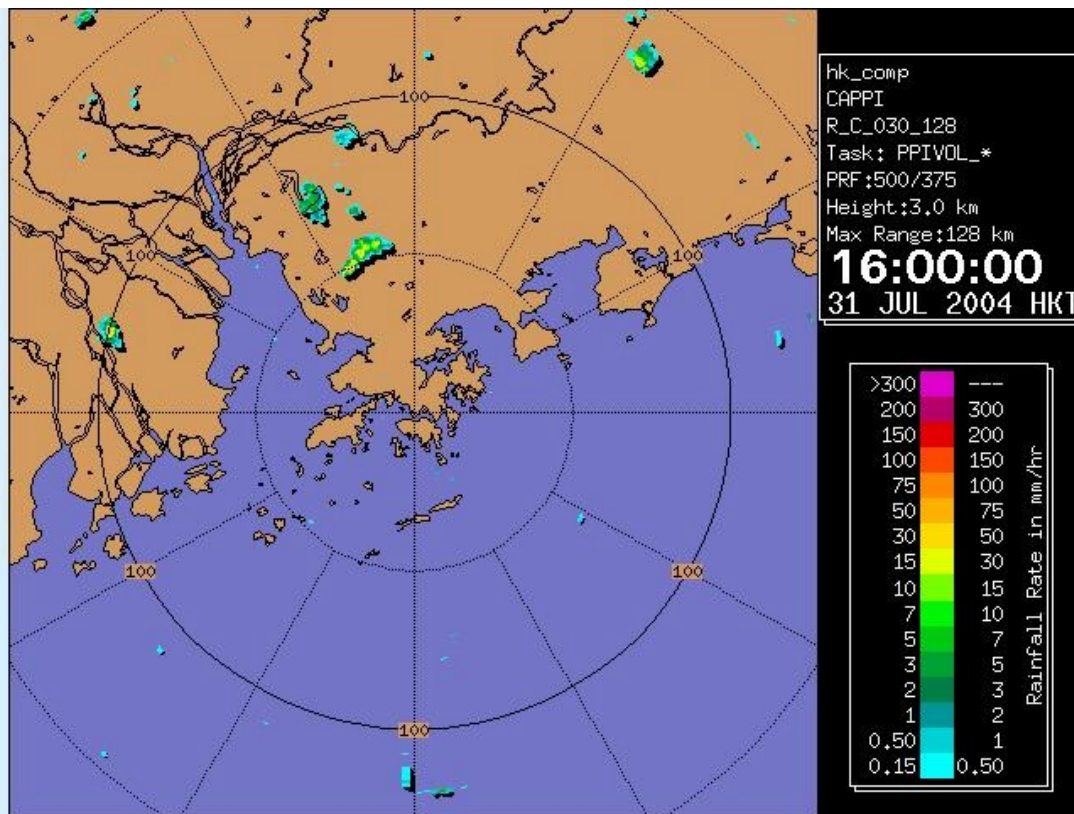 hk_comp
CAPPI
R_C_030_128
Task: PPIVOL_*
PRF:500/375
Height:3.0 km
Max Range:128 km
16:00:00
31 JUL 2004 HKT
100
100
100
100
100
100
>300 ---
200 300
150 200
100 150
75 100
50 75
30 50
15 30
10 15
7 10
5 7
3 5
2 3
1 2
0.50 1
0.15 0.50
Rainfall Rate in mm/hr